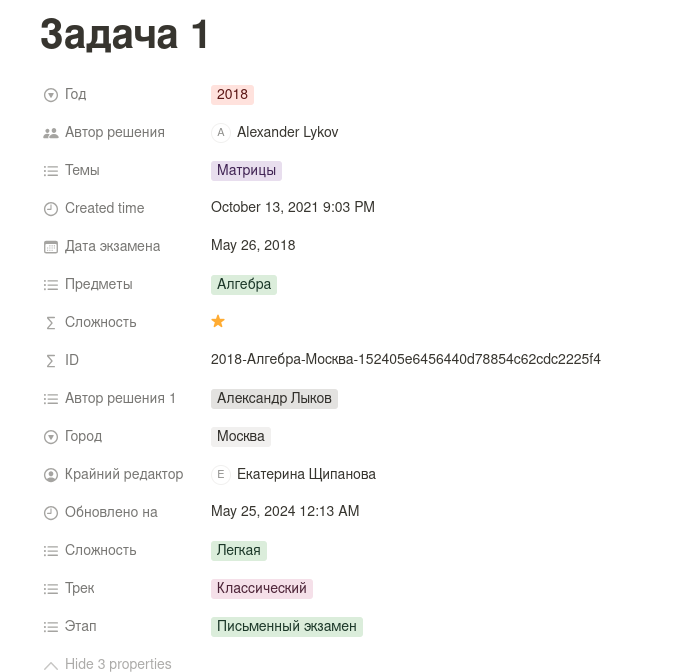 Задача 1
Год 2018
Автор решения A Alexander Lykov
Темы Матрицы
Created time October 13, 2021 9:03 PM
Дата экзамена May 26, 2018
Предметы Алгебра
Сложность
ID 2018-Алгебра-Москва-152405e6456440d78854c62cdc2225f4
Автор решения 1 Александр Лыков
Город Москва
Крайний редактор E Екатерина Щипанова
Обновлено на May 25, 2024 12:13 AM
Сложность Легкая
Трек Классический
Этап Письменный экзамен
Hide 3 properties